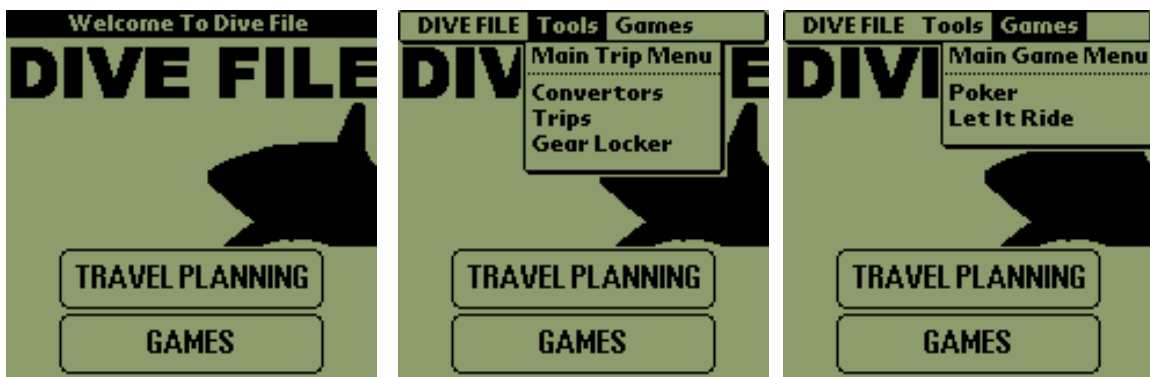 Welcome To Dive File
DIVE FILE
TRAVEL PLANNING
GAMES
DIVE FILE Tools Games
Main Trip Menu
Convertors
Trips
Gear Locker
DIV E
TRAVEL PLANNING
GAMES
DIVE FILE Tools Games
Main Game Menu
Poker
Let It Ride
DIVI
TRAVEL PLANNING
GAMES